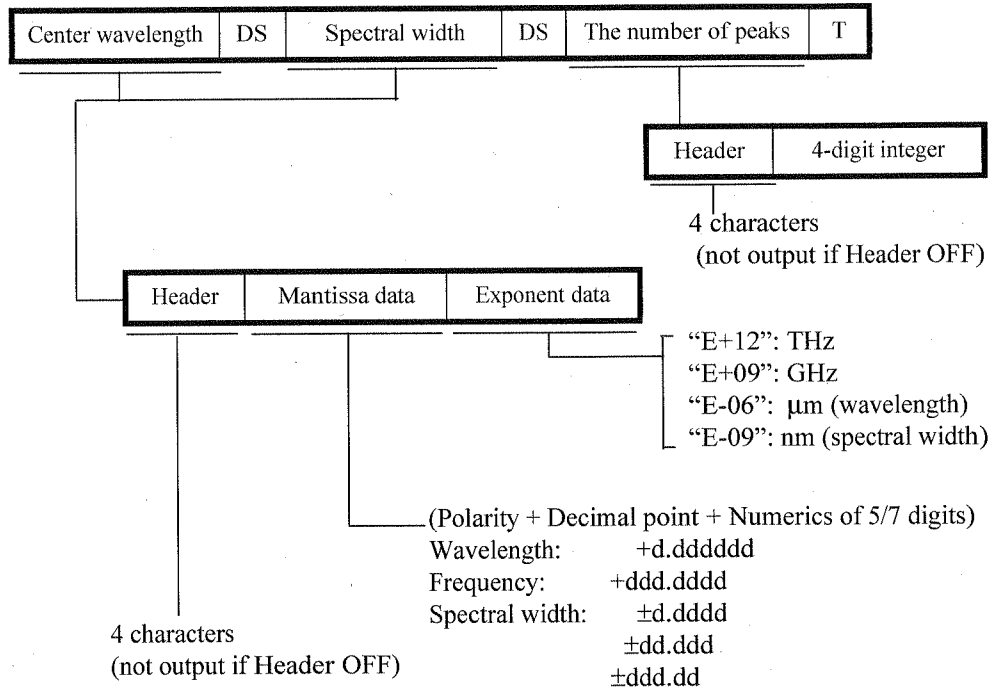 Center wavelength DS Spectral width DS The number of peaks T
Header 4-digit integer
4 characters
(not output if Header OFF)
Header Mantissa data Exponent data
“E+12”: THz
“E+09”: GHz
“E-06”: μm (wavelength)
“E-09”: nm (spectral width)
(Polarity + Decimal point + Numerics of 5/7 digits)
Wavelength: +d.dddddd
Frequency: +ddd.dddd
Spectral width: ±d.dddd
±dd.ddd
±ddd.dd
4 characters
(not output if Header OFF)